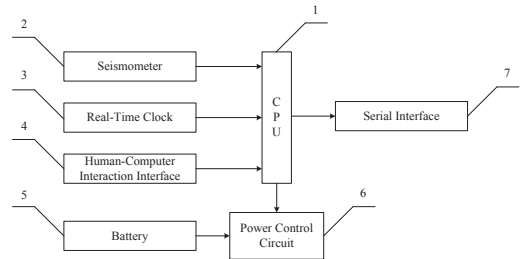 1
2
Seismometer
3
Real-Time Clock
C
P
U
7
Serial Interface
4
Human-Computer
Interaction Interface
5
Battery
6
Power Control
Circuit